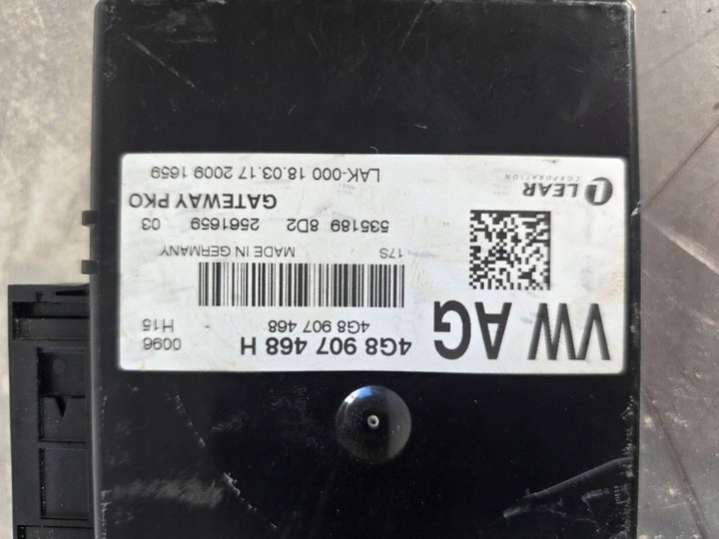 VW AG
4G8 907 468 H
4G8 907 468
0096
H15
17S
MADE IN GERMANY
535189 8D2 2561659 03
GATEWAY PKO
LEAR
CORPORATION
LAK-000 18.03.17 2009 1659